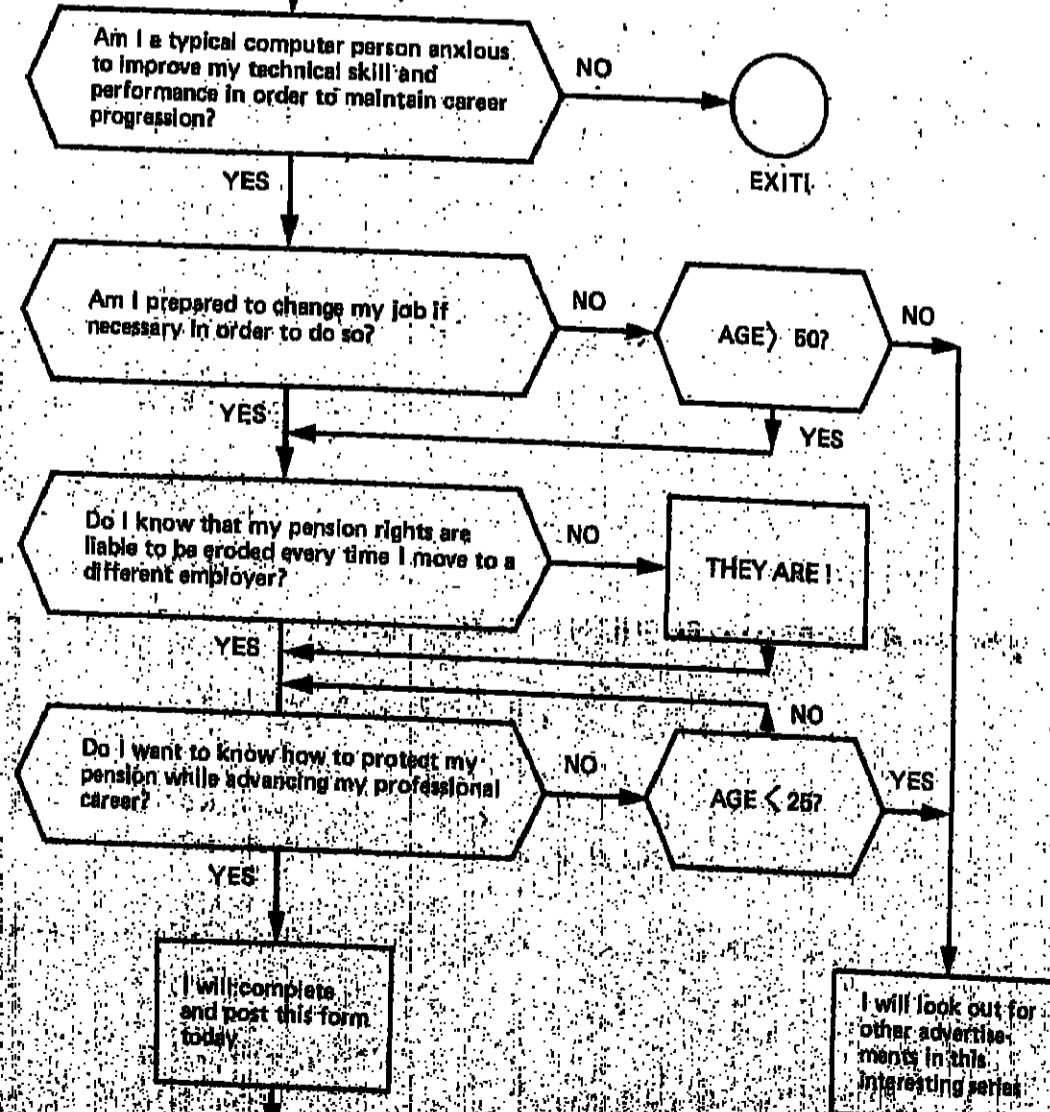 Am I a typical computer person anxious
to improve my technical skill and
performance in order to maintain career
progression?
NO
EXIT!
YES
Am I prepared to change my job if
necessary in order to do so?
NO
AGE > 50?
NO
YES
YES
Do I know that my pension rights are
liable to be eroded every time I move to a
different employer?
NO
THEY ARE !
YES
NO
Do I want to know how to protect my
pension while advancing my professional
career?
NO
AGE < 25?
YES
YES
I will complete
and post this form
today
I will look out for
other advertise-
ments in this
interesting series